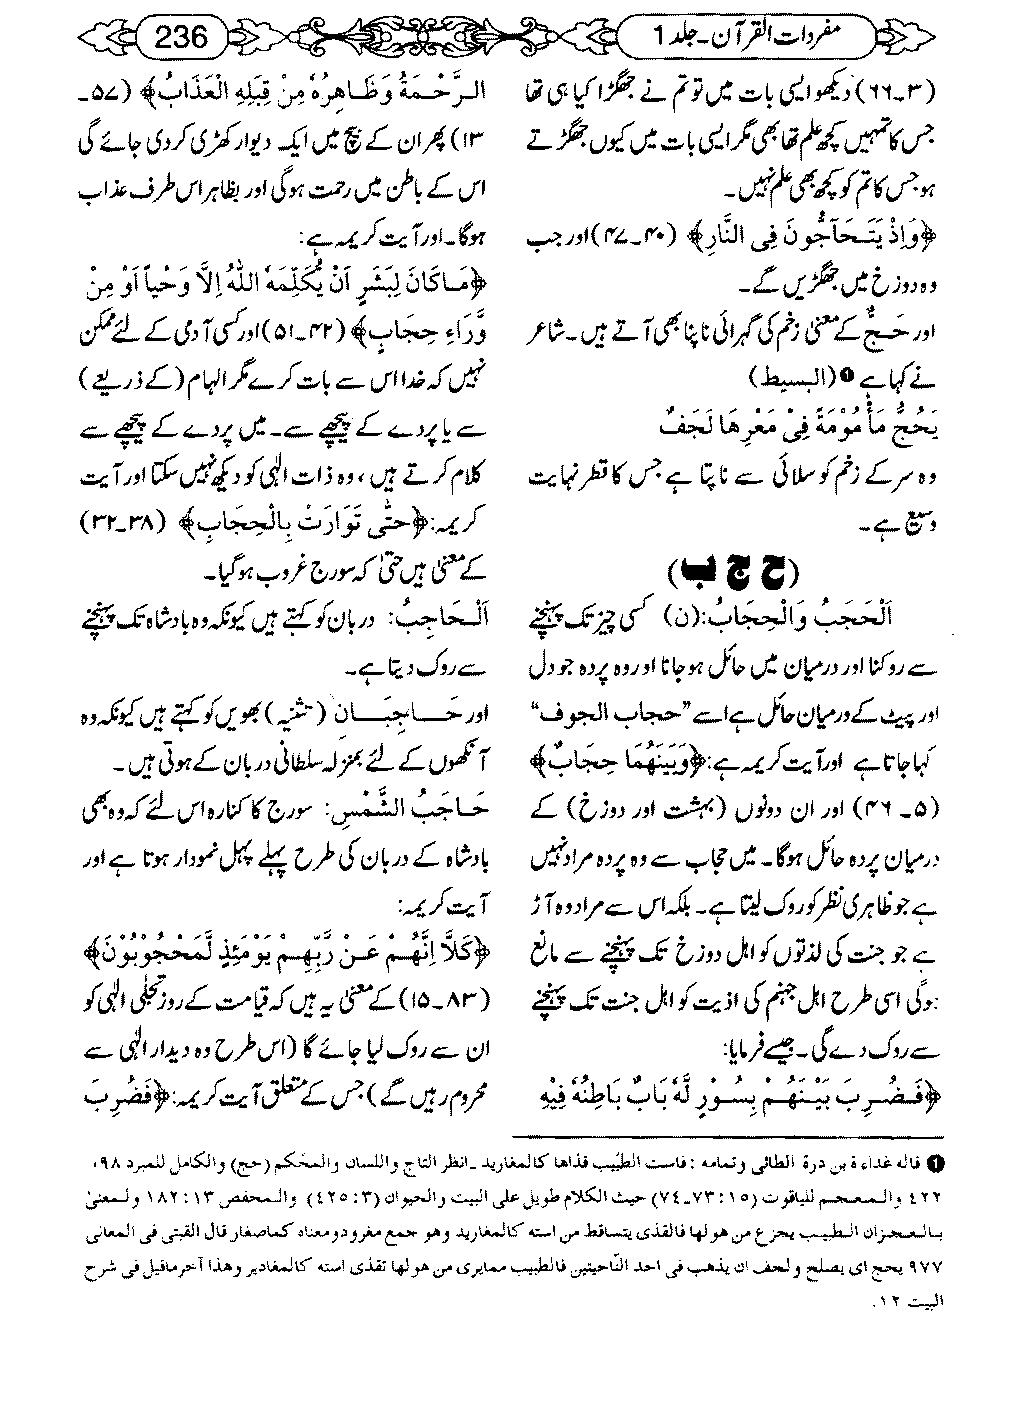 مفردات القرآن۔جلد 1
236
(۳۔۶۶) دیکھو ایسی بات میں تو تم نے جھگڑا کیا ہی تھا
جس کا تمہیں کچھ علم تھا بھی مگر ایسی بات میں کیوں جھگڑتے
ہو جس کا تم کو کچھ بھی علم نہیں۔
﴿وَاِذْ یَتَحَآجُّونَ فِی النَّارِ﴾ (۴۰۔۴۷) اور جب
وہ دوزخ میں جھگڑیں گے۔
اور حَجٌّ کے معنی زخم کی گہرائی ناپنا بھی آتے ہیں۔ شاعر
نے کہا ہے ❶ (البسیط)
یَحُجُّ مَأْمُوْمَةً فِیْ مَعْرِهَا لَجَفٌ
وہ سر کے زخم کو سلائی سے ناپتا ہے جس کا قطر نہایت
وسیع ہے۔
(ح ج ب)
اَلْحَجَبُ وَالْحِجَابُ: (ن) کسی چیز تک پہنچنے
سے روکنا اور درمیان میں حائل ہو جانا اور وہ پردہ جو دل
اور پیٹ کے درمیان حائل ہے اسے ”حجاب الجوف“
کہا جاتا ہے اور آیت کریمہ ہے: ﴿وَبَیْنَهُمَا حِجَابٌ﴾
(۵۔۴۶) اور ان دونوں (بہشت اور دوزخ) کے
درمیان پردہ حائل ہوگا۔ میں حجاب سے وہ پردہ مراد نہیں
ہے جو ظاہری نظر کو روک لیتا ہے۔ بلکہ اس سے مراد وہ آڑ
ہے جو جنت کی لذتوں کو اہل دوزخ تک پہنچنے سے مانع
ہوگی اسی طرح اہل جہنم کی اذیت کو اہل جنت تک پہنچنے
سے روک دے گی۔ جیسے فرمایا:
﴿فَضُرِبَ بَیْنَهُمْ بِسُوْرٍ لَّهٗ بَابٌ بَاطِنُهٗ فِیْهِ
الرَّحْمَةُ وَظَاهِرُهٗ مِنْ قِبَلِهِ الْعَذَابُ﴾ (۵۷۔
۱۳) پھر ان کے بیچ میں ایک دیوار کھڑی کر دی جائے گی
اس کے باطن میں رحمت ہوگی اور بظاہر اس طرف عذاب
ہوگا۔ اور آیت کریمہ ہے:
﴿مَاکَانَ لِبَشَرٍ اَنْ یُّکَلِّمَهُ اللّٰهُ اِلَّا وَحْیاً اَوْ مِنْ
وَّرَاءِ حِجَابٍ﴾ (۴۲۔۵۱) اور کسی آدمی کے لئے ممکن
نہیں کہ خدا اس سے بات کرے مگر الہام (کے ذریعے)
سے یا پردے کے پیچھے سے۔ میں پردے کے پیچھے سے
کلام کرتے ہیں، وہ ذات الٰہی کو دیکھ نہیں سکتا اور آیت
کریمہ: ﴿حَتّٰی تَوَارَتْ بِالْحِجَابِ﴾ (۳۸۔۳۲)
کے معنی ہیں حتیٰ کہ سورج غروب ہوگیا۔
اَلْحَاجِبُ: دربان کو کہتے ہیں کیونکہ وہ بادشاہ تک پہنچنے
سے روک دیتا ہے۔
اور حَاجِبَانِ (تثنیہ) بھویں کو کہتے ہیں کیونکہ وہ
آنکھوں کے لئے بمنزلہ سلطانی دربان کے ہوتی ہیں۔
حَاجِبُ الشَّمْسِ: سورج کا کنارہ اس لئے کہ وہ بھی
بادشاہ کے دربان کی طرح پہلے پہل نمودار ہوتا ہے اور
آیت کریمہ:
﴿کَلَّا اِنَّهُمْ عَنْ رَّبِّهِمْ یَوْمَئِذٍ لَّمَحْجُوْبُوْنَ﴾
(۸۳۔۱۵) کے معنی یہ ہیں کہ قیامت کے روز تجلی الٰہی کو
ان سے روک لیا جائے گا (اس طرح وہ دیدار الٰہی سے
محروم رہیں گے) جس کے متعلق آیت کریمہ: ﴿فَضُرِبَ
❶ قاله غداءة بن درة الطائی وتمامه : فاست الطبیب قذاها کالمغارید ۔انظر التاج واللسان والمحکم (حج) والکامل للمبرد ۹۸،
۴۲۲ والمعجم للیاقوت (۱۵ : ۷۳۔۷۴) حیث الکلام طویل علی البیت والحیوان (۳ : ۴۲۵) والمخصص ۱۳ : ۱۸۲ ولمعنی
بالعجزان الطبیب یجزع من هولها فالقذی یتساقط من استه کالمغارید وهو جمع مغرود ومعناه کماصغار قال القتبی فی المعانی
۹۷۷ یحج ای یصلح ولجف ان یذهب فی احد الناحیتین فالطبیب ممایری من هولها تقذی استه کالمغادیر وهذا آخر ماقیل فی شرح
البیت ۱۲.